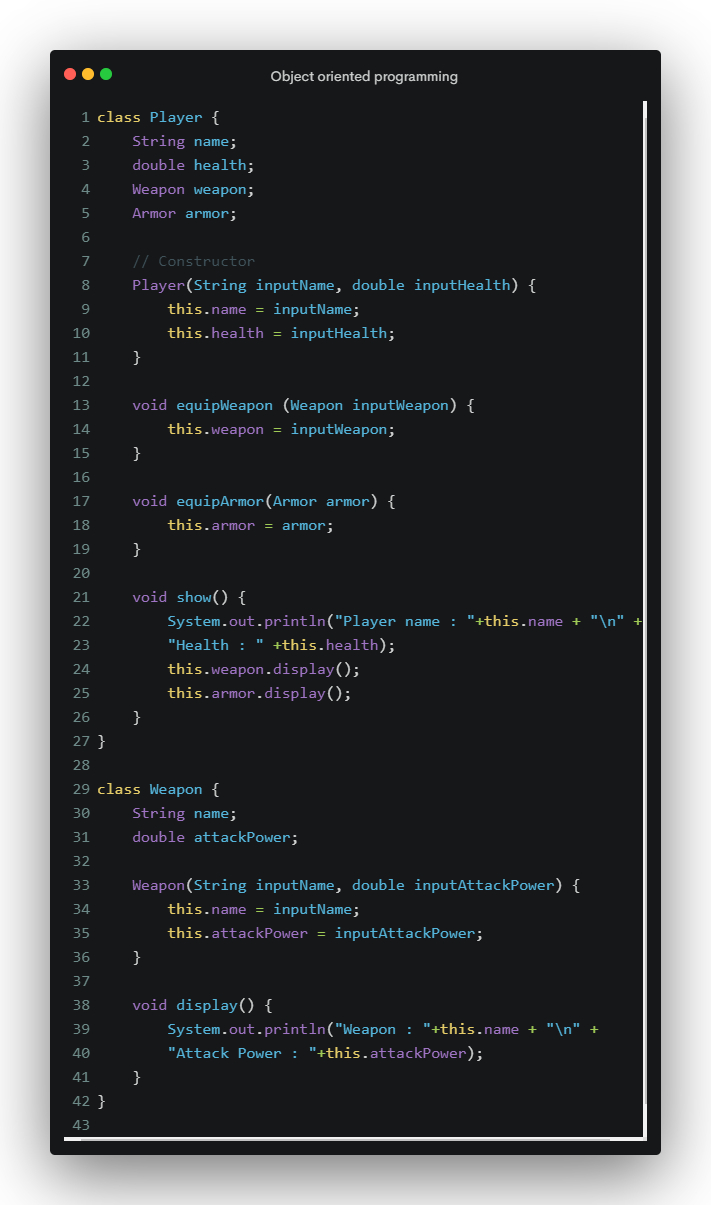 Object oriented programming
1 class Player {
2     String name;
3     double health;
4     Weapon weapon;
5     Armor armor;
6
7     // Constructor
8     Player(String inputName, double inputHealth) {
9         this.name = inputName;
10         this.health = inputHealth;
11     }
12
13     void equipWeapon (Weapon inputWeapon) {
14         this.weapon = inputWeapon;
15     }
16
17     void equipArmor(Armor armor) {
18         this.armor = armor;
19     }
20
21     void show() {
22         System.out.println("Player name : "+this.name + "\n" +
23         "Health : " +this.health);
24         this.weapon.display();
25         this.armor.display();
26     }
27 }
28
29 class Weapon {
30     String name;
31     double attackPower;
32
33     Weapon(String inputName, double inputAttackPower) {
34         this.name = inputName;
35         this.attackPower = inputAttackPower;
36     }
37
38     void display() {
39         System.out.println("Weapon : "+this.name + "\n" +
40         "Attack Power : "+this.attackPower);
41     }
42 }
43